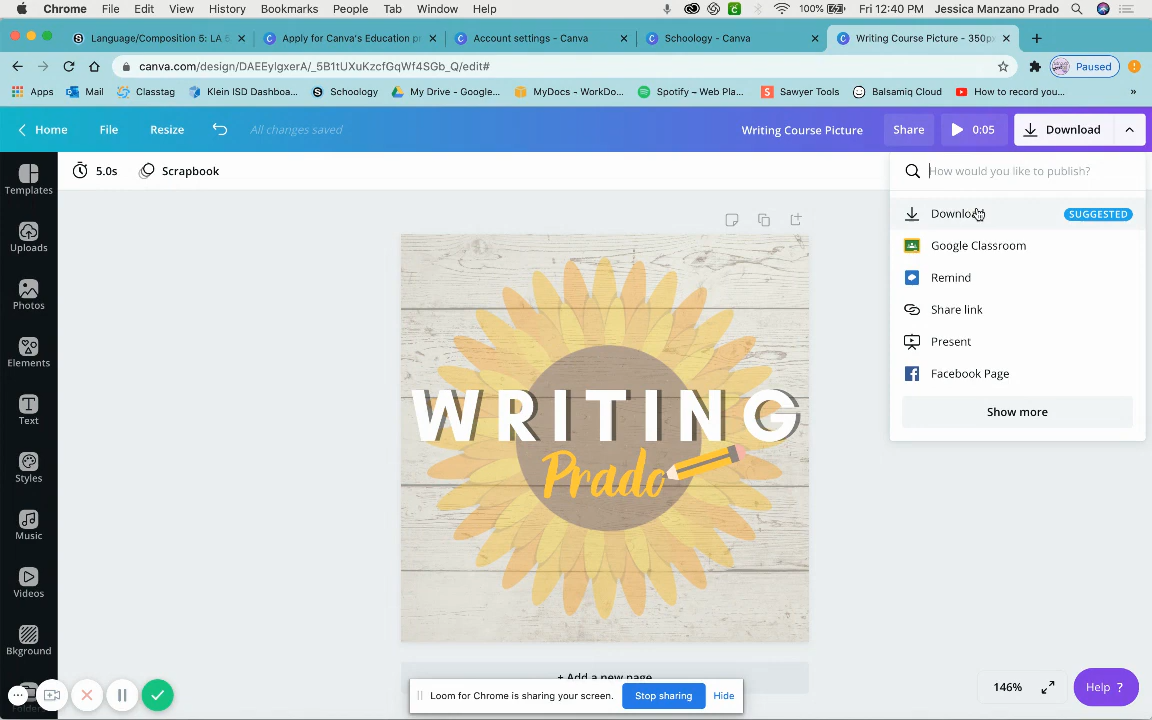 Chrome File Edit View History Bookmarks People Tab Window Help 100% Fri 12:40 PM Jessica Manzano Prado
Language/Composition 5: LA 5 Apply for Canva's Education pr Account settings - Canva Schoology - Canva Writing Course Picture - 350px
canva.com/design/DAEEylgxerA/_5B1tUXuKzcfGqWf4SGb_Q/edit# Paused
Apps Mail Classtag Klein ISD Dashboa... Schoology My Drive - Google... MyDocs - WorkDo... Spotify – Web Pla... Sawyer Tools Balsamiq Cloud How to record you... »
Home File Resize All changes saved Writing Course Picture Share 0:05 Download
5.0s Scrapbook How would you like to publish?
Templates
Uploads
Photos
Elements
Text
Styles
Music
Videos
Bkground
Download SUGGESTED
Google Classroom
Remind
Share link
Present
Facebook Page
Show more
WRITING
Prado
+ Add a new page
Loom for Chrome is sharing your screen. Stop sharing Hide
146% Help ?